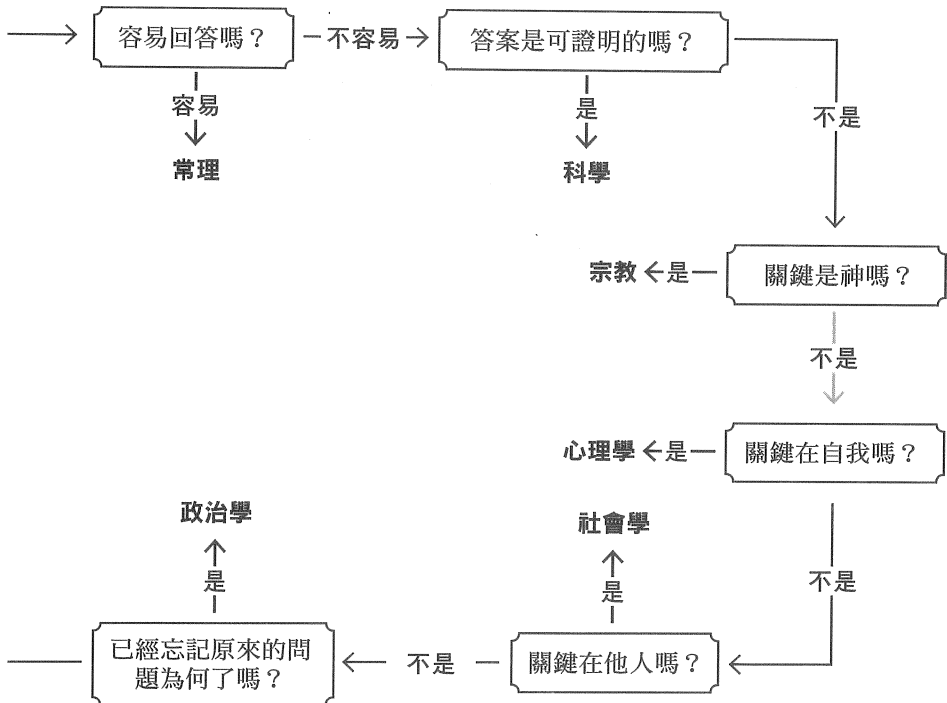 容易回答嗎？
不容易
答案是可證明的嗎？
容易
常理
是
科學
不是
關鍵是神嗎？
是
宗教
不是
關鍵在自我嗎？
是
心理學
不是
關鍵在他人嗎？
是
社會學
不是
已經忘記原來的問
題為何了嗎？
是
政治學